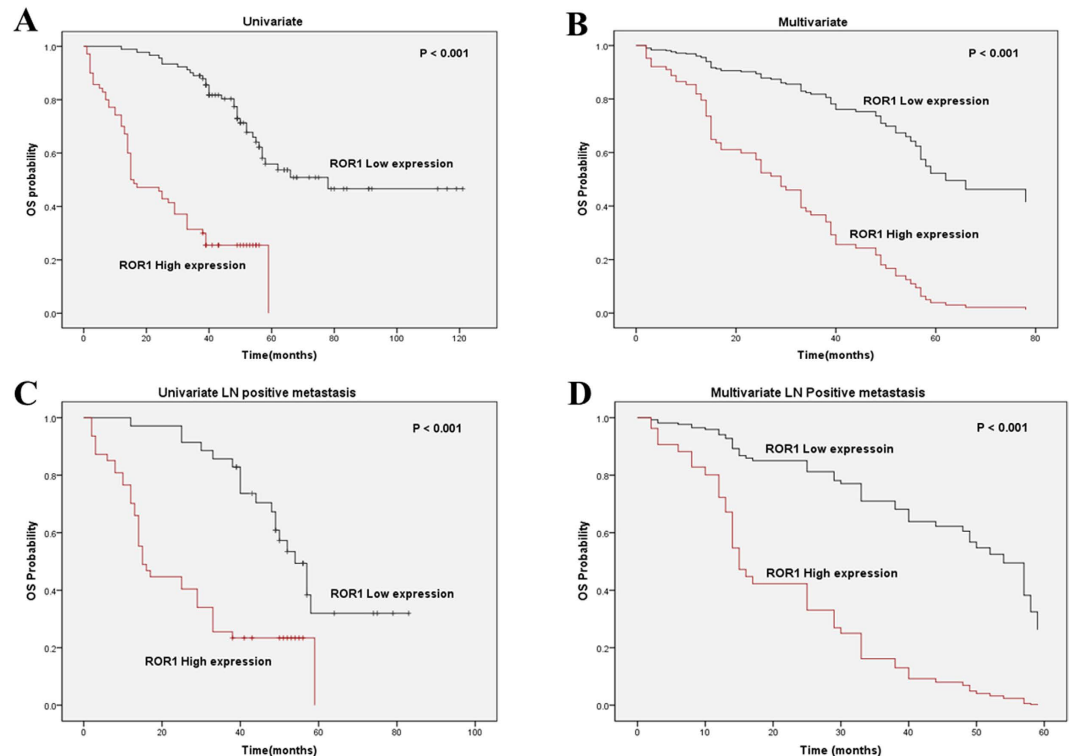 A
Univariate
P < 0.001
OS probability
1.0
0.8
0.6
0.4
0.2
0.0
ROR1 Low expression
ROR1 High expression
0 20 40 60 80 100 120
Time(months)
B
Multivariate
P < 0.001
OS Probability
1.0
0.8
0.6
0.4
0.2
0.0
ROR1 Low expression
ROR1 High expression
0 20 40 60 80
Time(months)
C
Univariate LN positive metastasis
P < 0.001
OS Probability
1.0
0.8
0.6
0.4
0.2
0.0
ROR1 Low expression
ROR1 High expression
0 20 40 60 80 100
Time(months)
D
Multivariate LN Positive metastasis
P < 0.001
OS Probability
1.0
0.8
0.6
0.4
0.2
0.0
ROR1 Low expressoin
ROR1 High expression
0 10 20 30 40 50 60
Time (months)